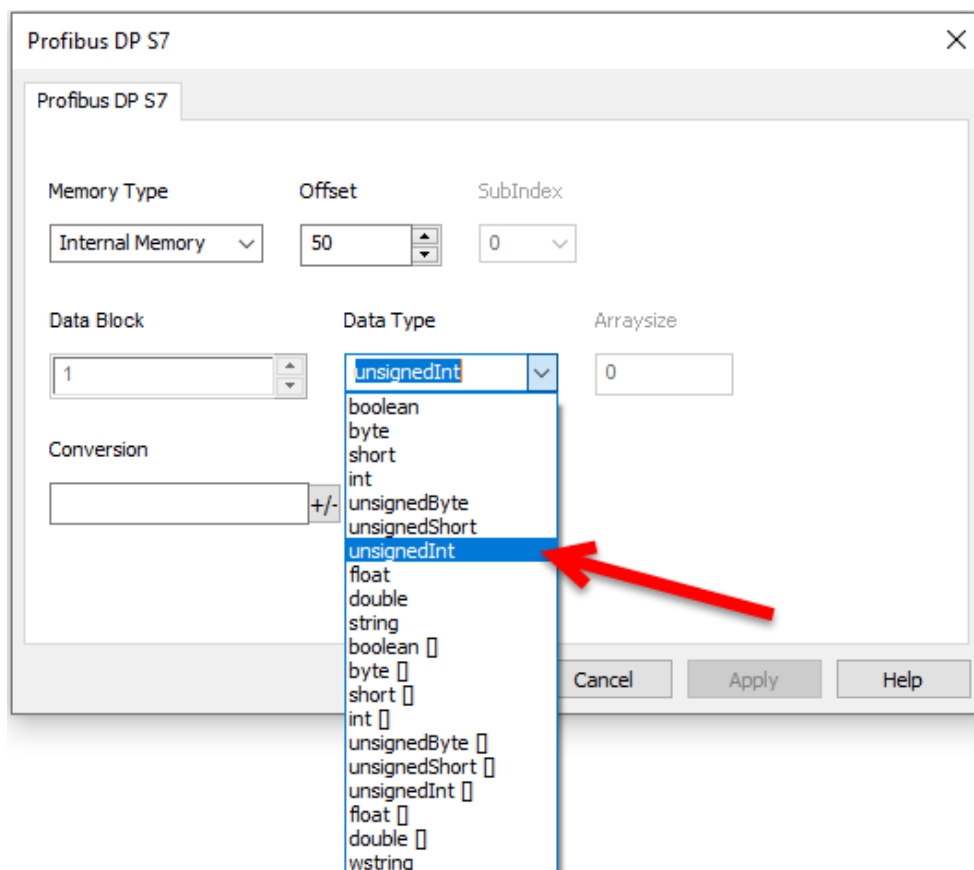 Profibus DP S7
Profibus DP S7
Memory Type Offset SubIndex
Internal Memory 50 0
Data Block Data Type Arraysize
1 unsignedInt 0
boolean
byte
Conversion
short
int
+/-
unsignedByte
unsignedShort
unsignedInt
float
double
string
boolean []
byte []
Cancel Apply Help
short []
int []
unsignedByte []
unsignedShort []
unsignedInt []
float []
double []
wstring